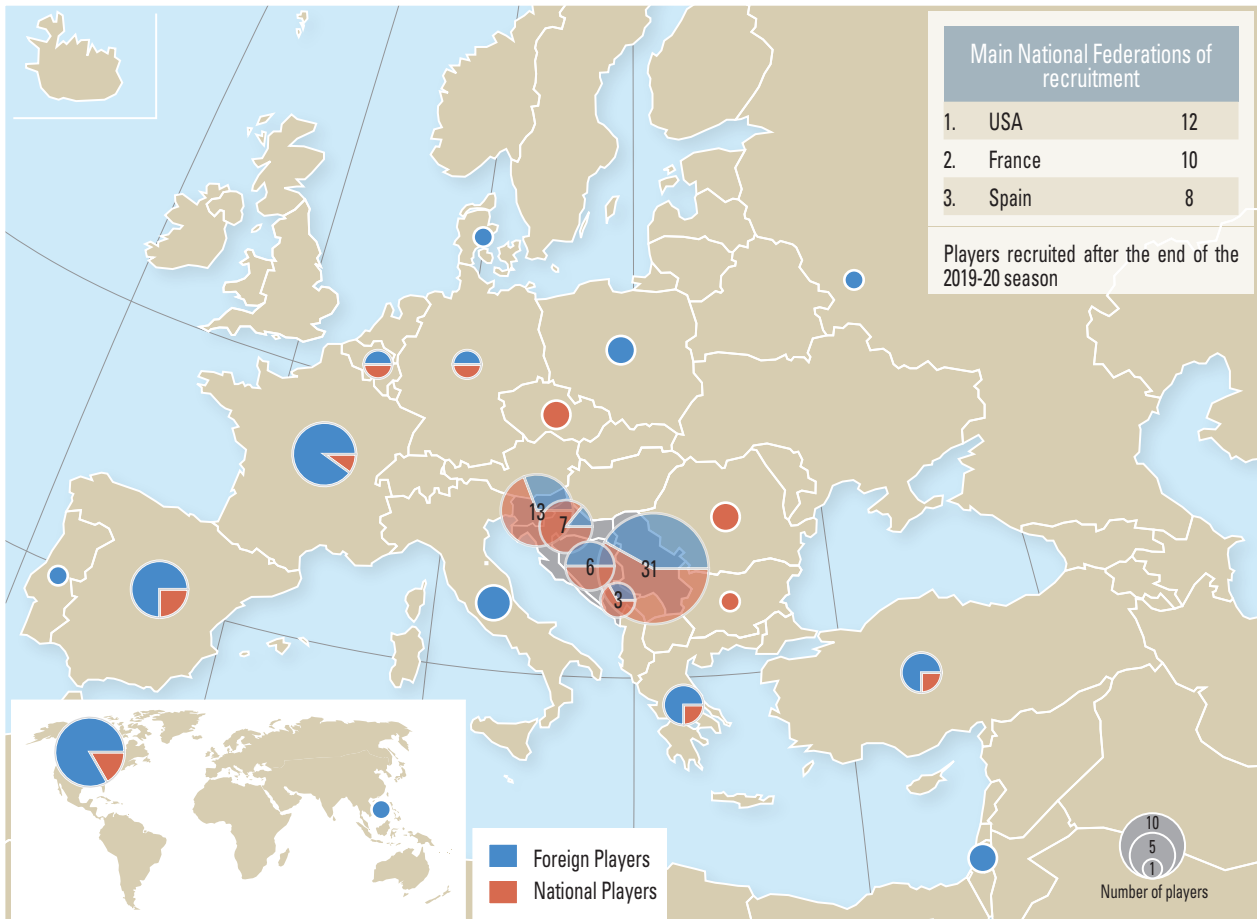 Main National Federations of
recruitment
1. USA 12
2. France 10
3. Spain 8
Players recruited after the end of the
2019-20 season
13
7
6
31
3
Foreign Players
National Players
10
5
1
Number of players